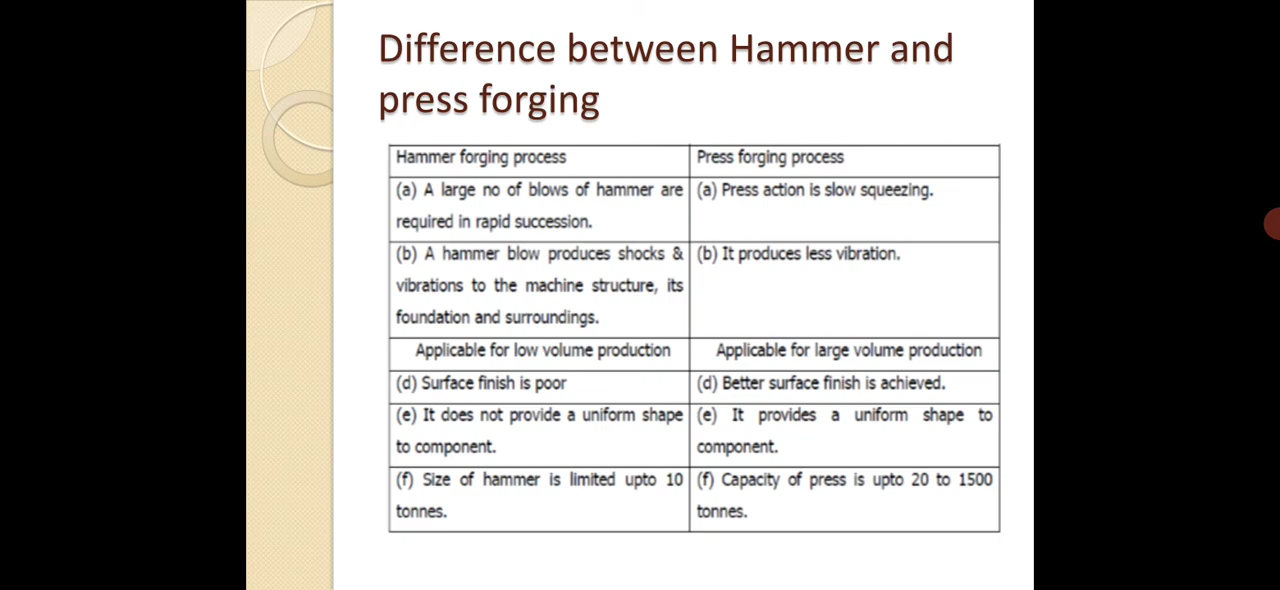 Difference between Hammer and
press forging
Hammer forging process
Press forging process
(a) A large no of blows of hammer are
required in rapid succession.
(a) Press action is slow squeezing.
(b) A hammer blow produces shocks &
vibrations to the machine structure, its
foundation and surroundings.
(b) It produces less vibration.
Applicable for low volume production
Applicable for large volume production
(d) Surface finish is poor
(d) Better surface finish is achieved.
(e) It does not provide a uniform shape
to component.
(e) It provides a uniform shape to
component.
(f) Size of hammer is limited upto 10
tonnes.
(f) Capacity of press is upto 20 to 1500
tonnes.